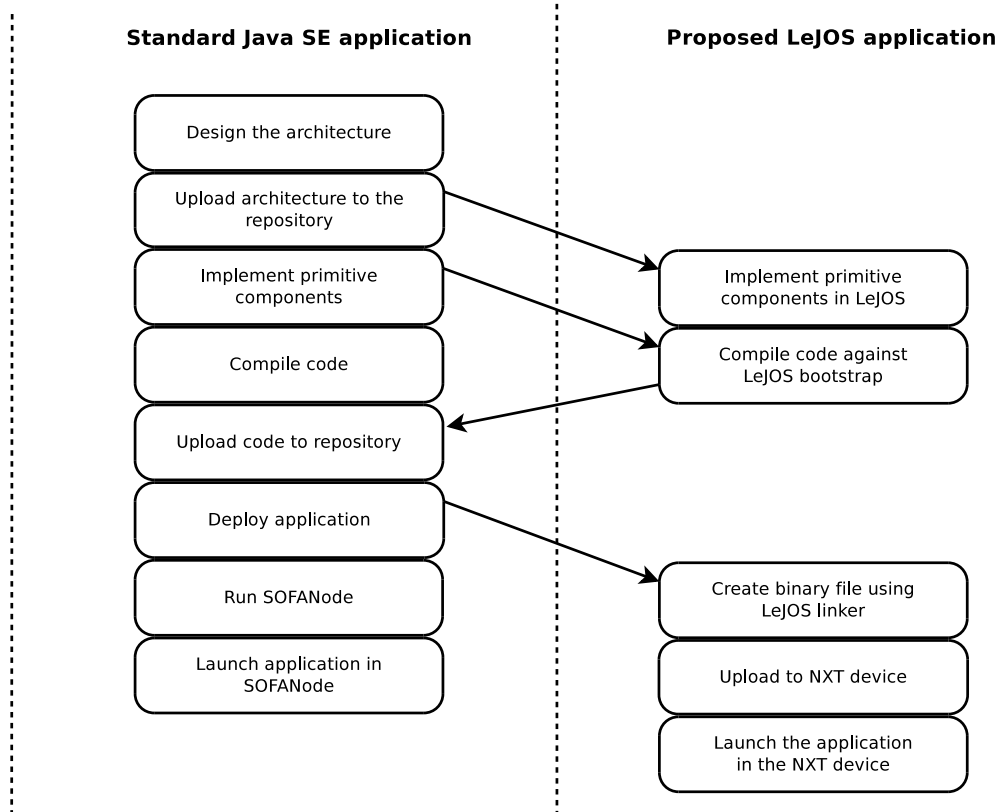 Standard Java SE application
Proposed LeJOS application
Design the architecture
Upload architecture to the
repository
Implement primitive
components
Compile code
Upload code to repository
Deploy application
Run SOFANode
Launch application in
SOFANode
Implement primitive
components in LeJOS
Compile code against
LeJOS bootstrap
Create binary file using
LeJOS linker
Upload to NXT device
Launch the application
in the NXT device